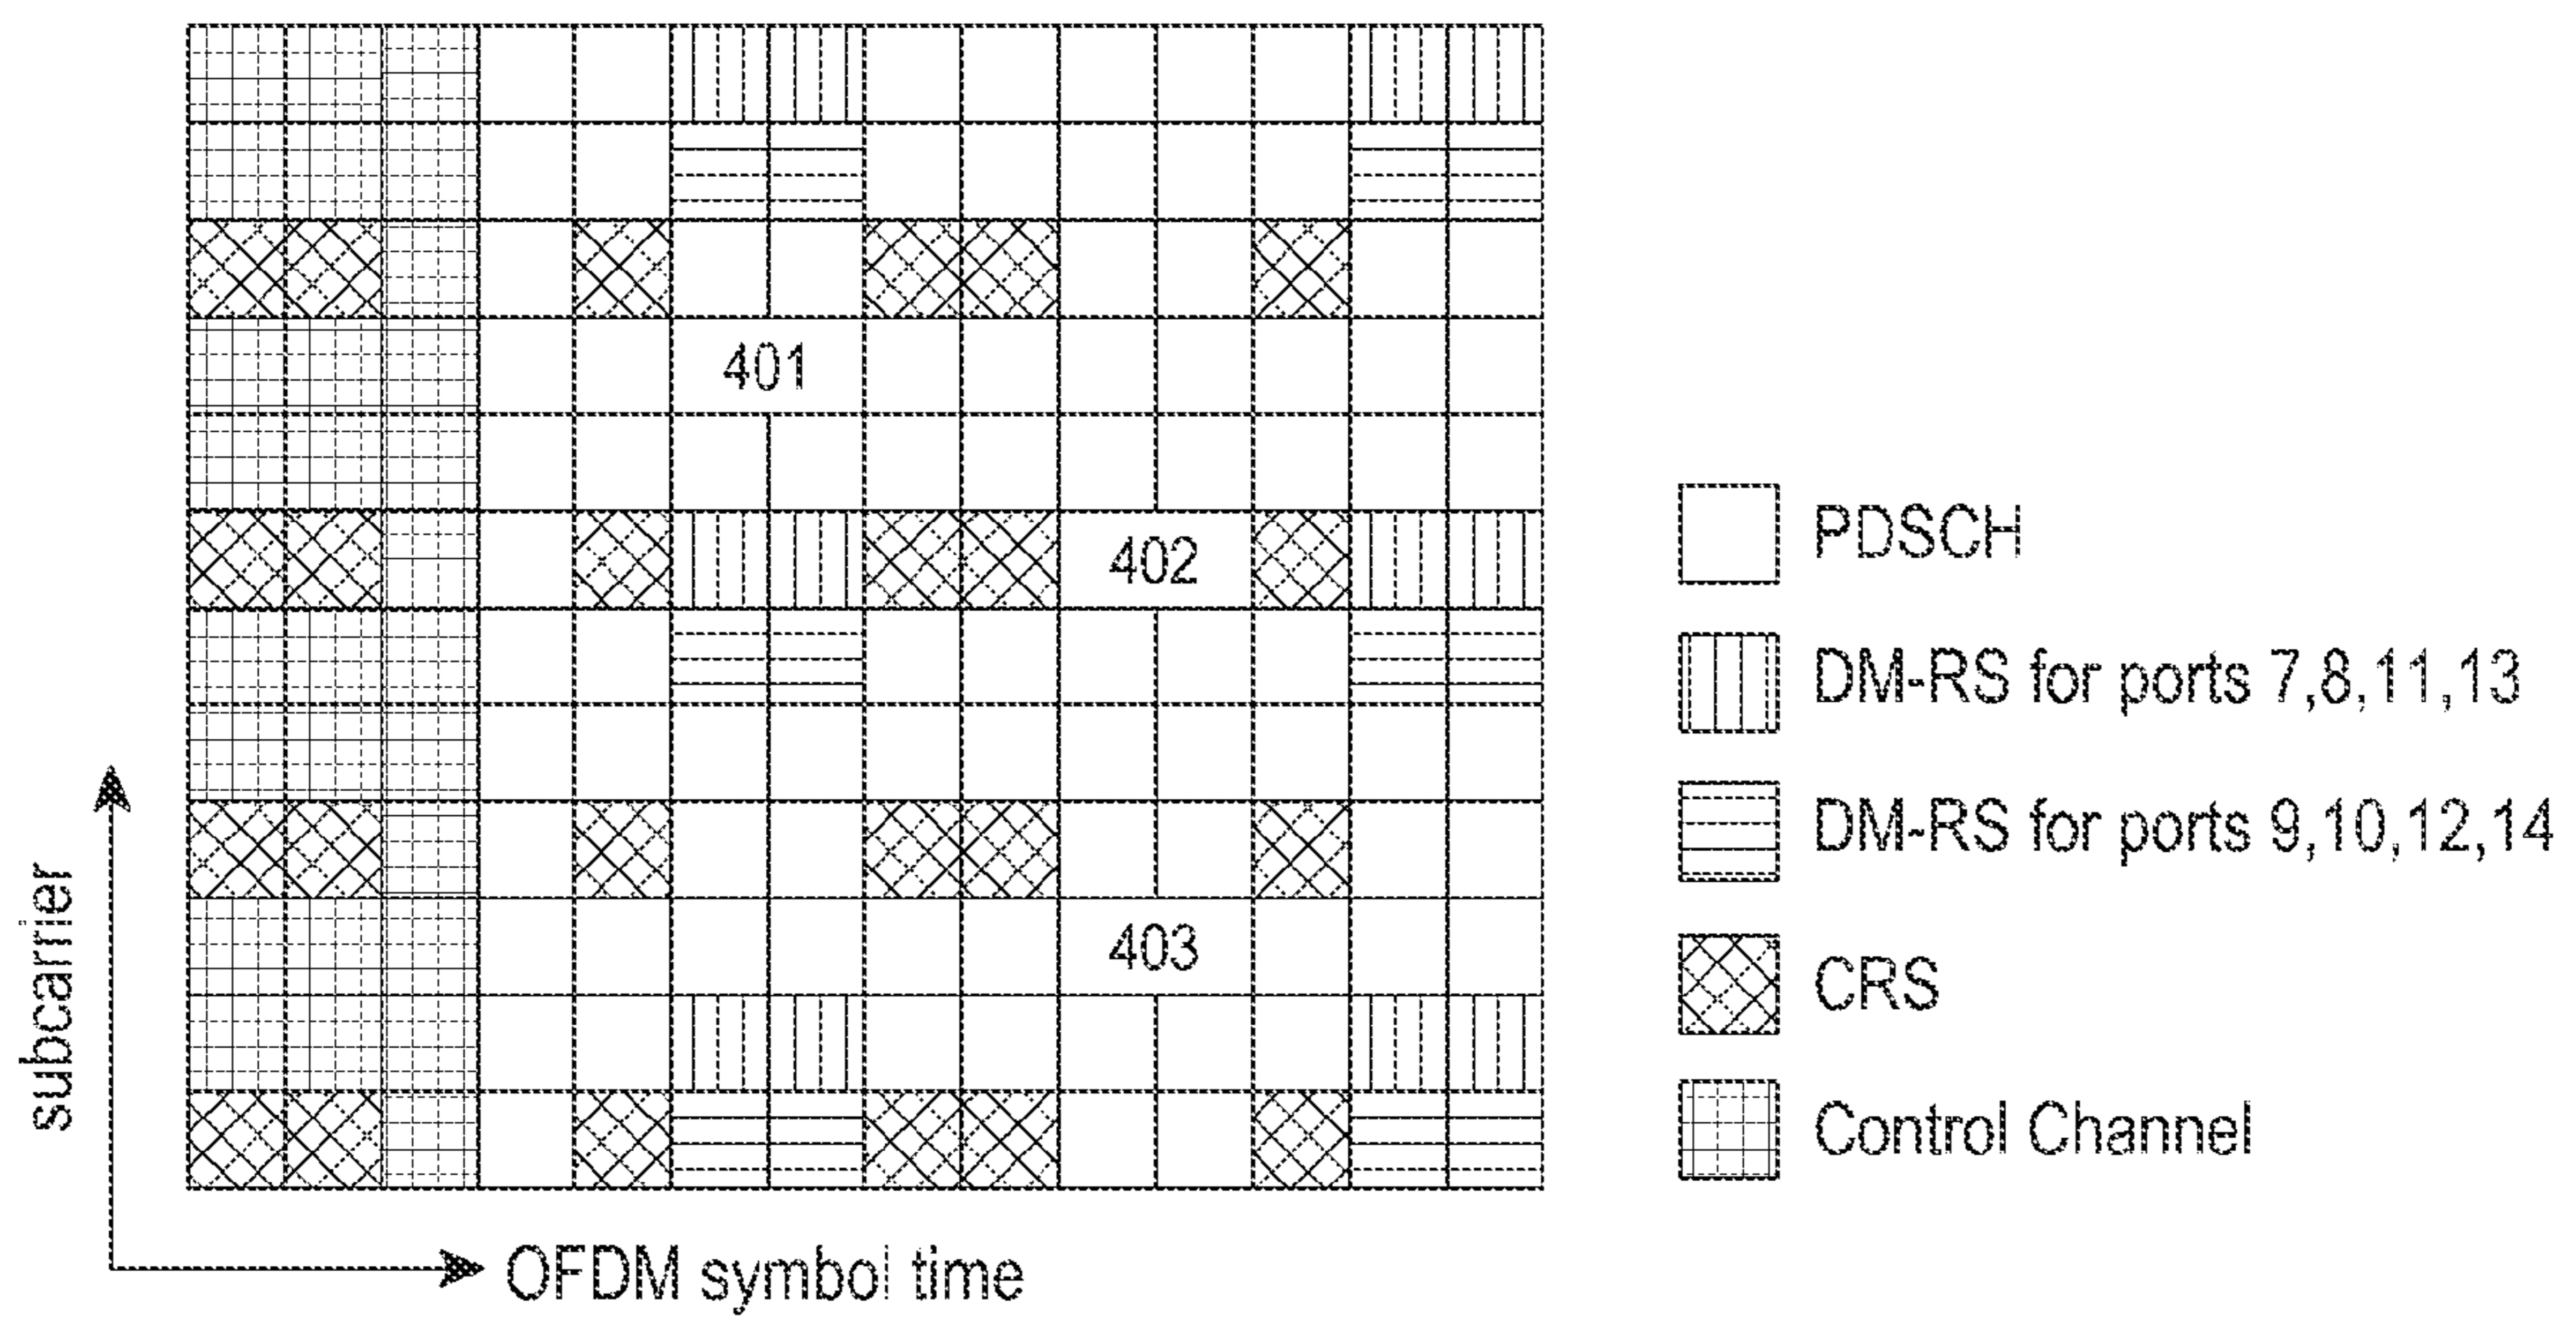 401
402
403
subcarrier
OFDM symbol time
PDSCH
DM-RS for ports 7,8,11,13
DM-RS for ports 9,10,12,14
CRS
Control Channel